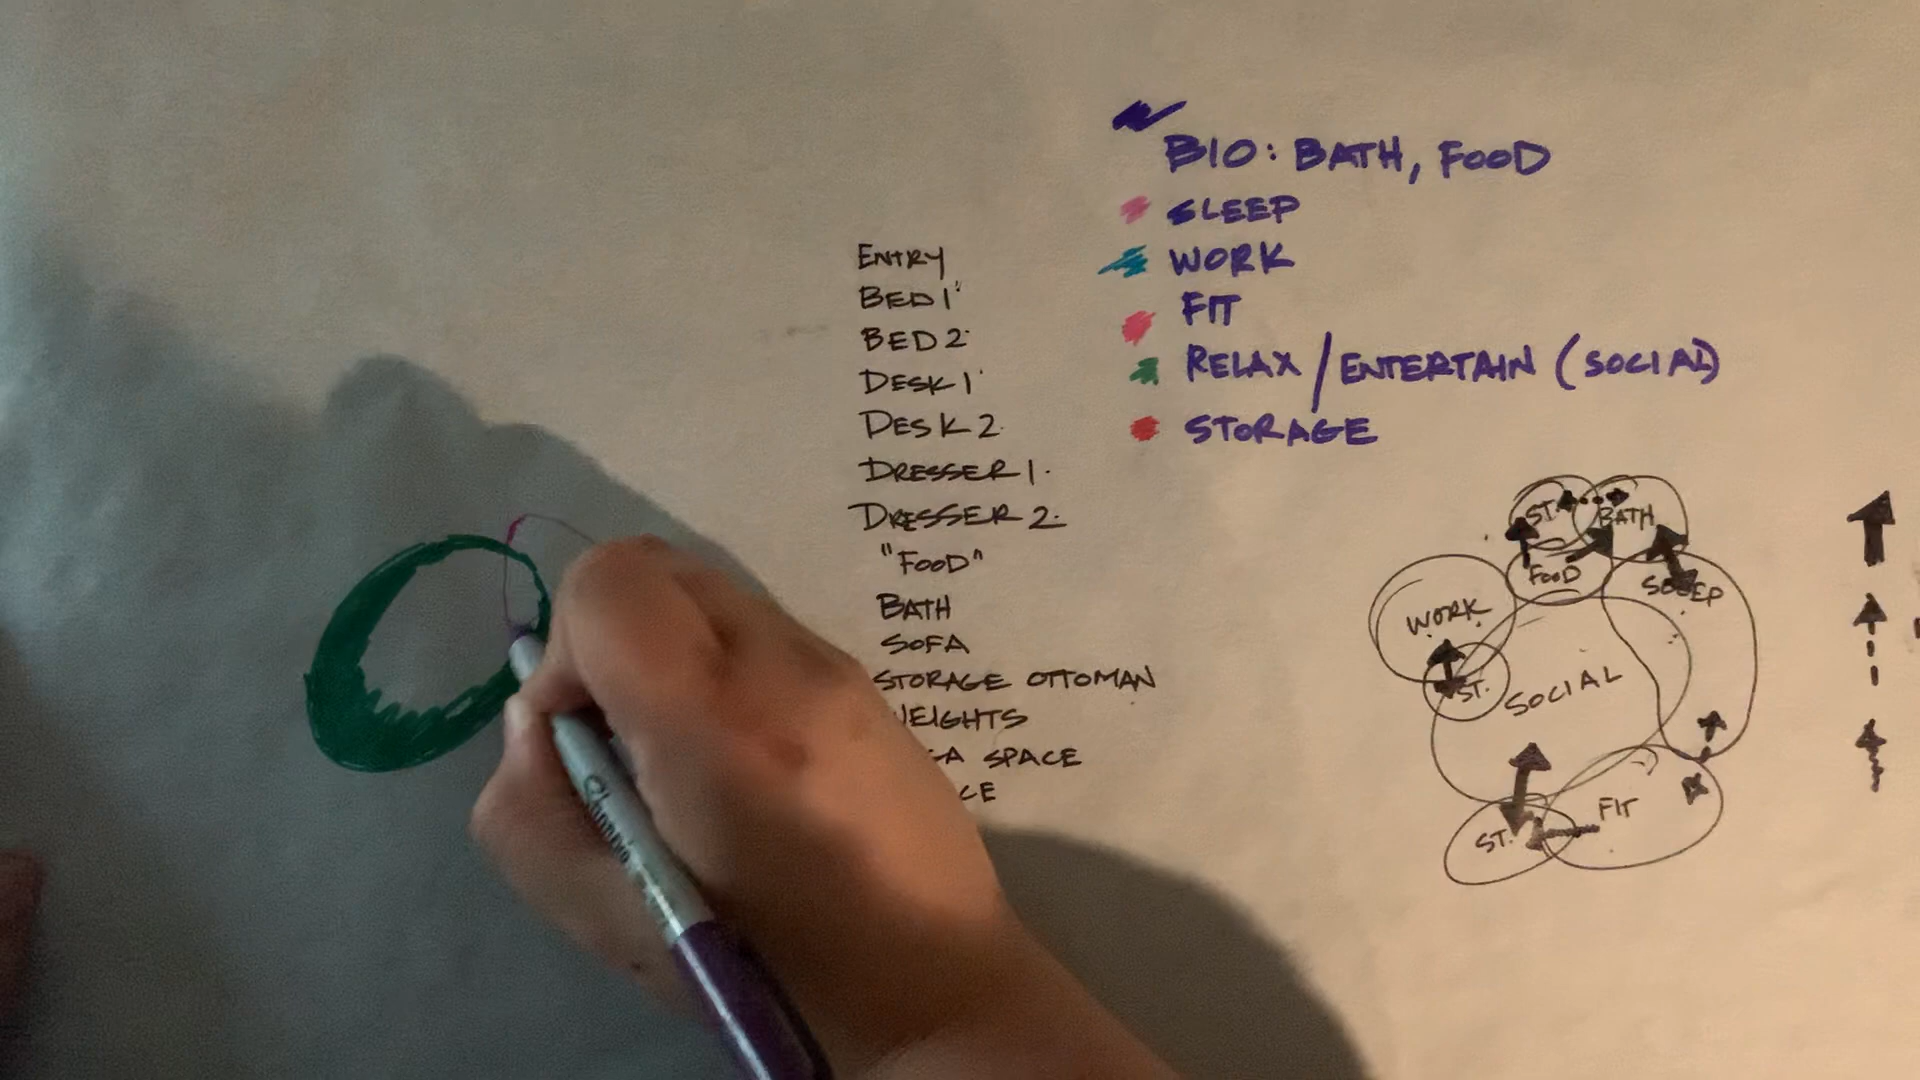 BIO: BATH, FOOD
SLEEP
WORK
FIT
RELAX / ENTERTAIN (SOCIAL)
STORAGE
ENTRY
BED 1
BED 2
DESK 1
DESK 2
DRESSER 1
DRESSER 2
"FOOD"
BATH
SOFA
STORAGE OTTOMAN
EIGHTS
SPACE
ST.
BATH
FOOD
SLEEP
WORK
ST.
SOCIAL
FIT
ST.
Sharpie